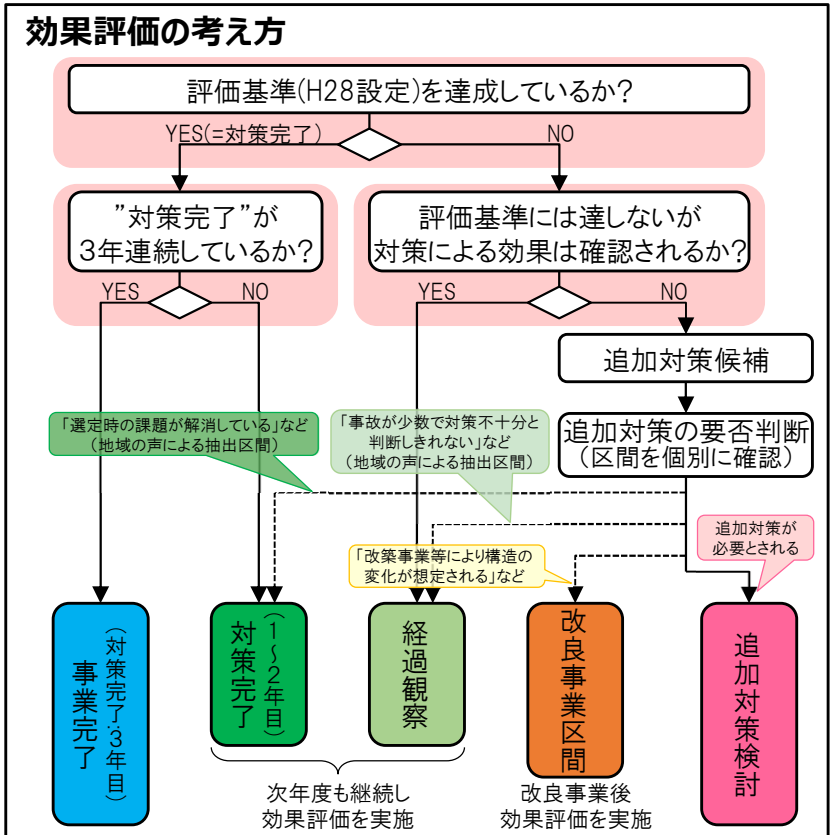 効果評価の考え方
評価基準(H28設定)を達成しているか?
YES(=対策完了)
NO
”対策完了”が
3年連続しているか?
評価基準には達しないが
対策による効果は確認されるか?
YES
NO
YES
NO
追加対策候補
「選定時の課題が解消している」など
(地域の声による抽出区間)
「事故が少数で対策不十分と
判断しきれない」など
(地域の声による抽出区間)
追加対策の要否判断
(区間を個別に確認)
追加対策が
必要とされる
「改築事業等により構造の
変化が想定される」など
事業完了
(対策完了:3年目)
対策完了
(1~2年目)
経過観察
改良事業区間
追加対策検討
次年度も継続し
効果評価を実施
改良事業後
効果評価を実施